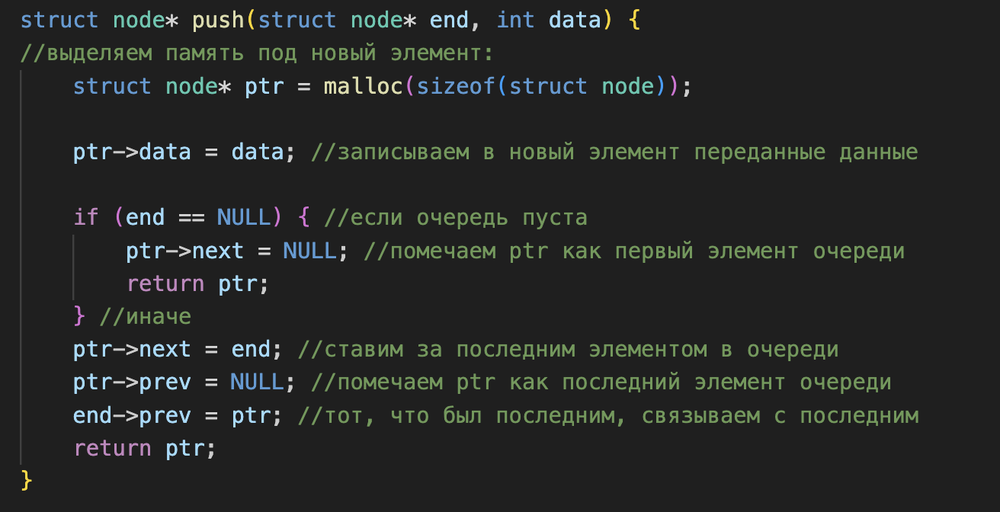 struct node* push(struct node* end, int data) {
//выделяем память под новый элемент:
    struct node* ptr = malloc(sizeof(struct node));

    ptr->data = data; //записываем в новый элемент переданные данные

    if (end == NULL) { //если очередь пуста
        ptr->next = NULL; //помечаем ptr как первый элемент очереди
        return ptr;
    } //иначе
    ptr->next = end; //ставим за последним элементом в очереди
    ptr->prev = NULL; //помечаем ptr как последний элемент очереди
    end->prev = ptr; //тот, что был последним, связываем с последним
    return ptr;
}